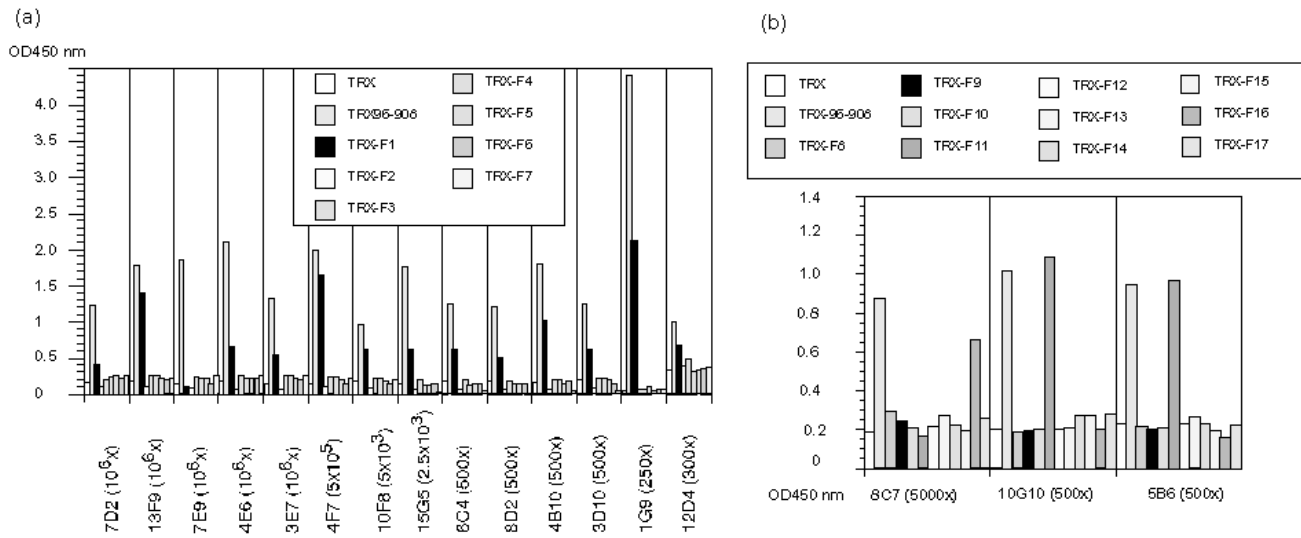 (a)
OD450 nm
TRX
TRX96-908
TRX-F1
TRX-F2
TRX-F3
TRX-F4
TRX-F5
TRX-F6
TRX-F7
4.0
3.5
3.0
2.5
2.0
1.5
1
0.5
0
7D2 (10⁶x)
13F9 (10⁶x)
7E9 (10⁶x)
4E6 (10⁶x)
3E7 (10⁶x)
4F7 (5x10⁵)
10F8 (5x10³)
15G5 (2.5x10³)
6C4 (500x)
8D2 (500x)
4B10 (500x)
3D10 (500x)
1G9 (250x)
12D4 (300x)
(b)
TRX
TRX-96-908
TRX-F8
TRX-F9
TRX-F10
TRX-F11
TRX-F12
TRX-F13
TRX-F14
TRX-F15
TRX-F16
TRX-F17
1.4
1.2
1.0
0.8
0.6
0.4
0.2
0
OD450 nm
8C7 (5000x)
10G10 (500x)
5B6 (500x)